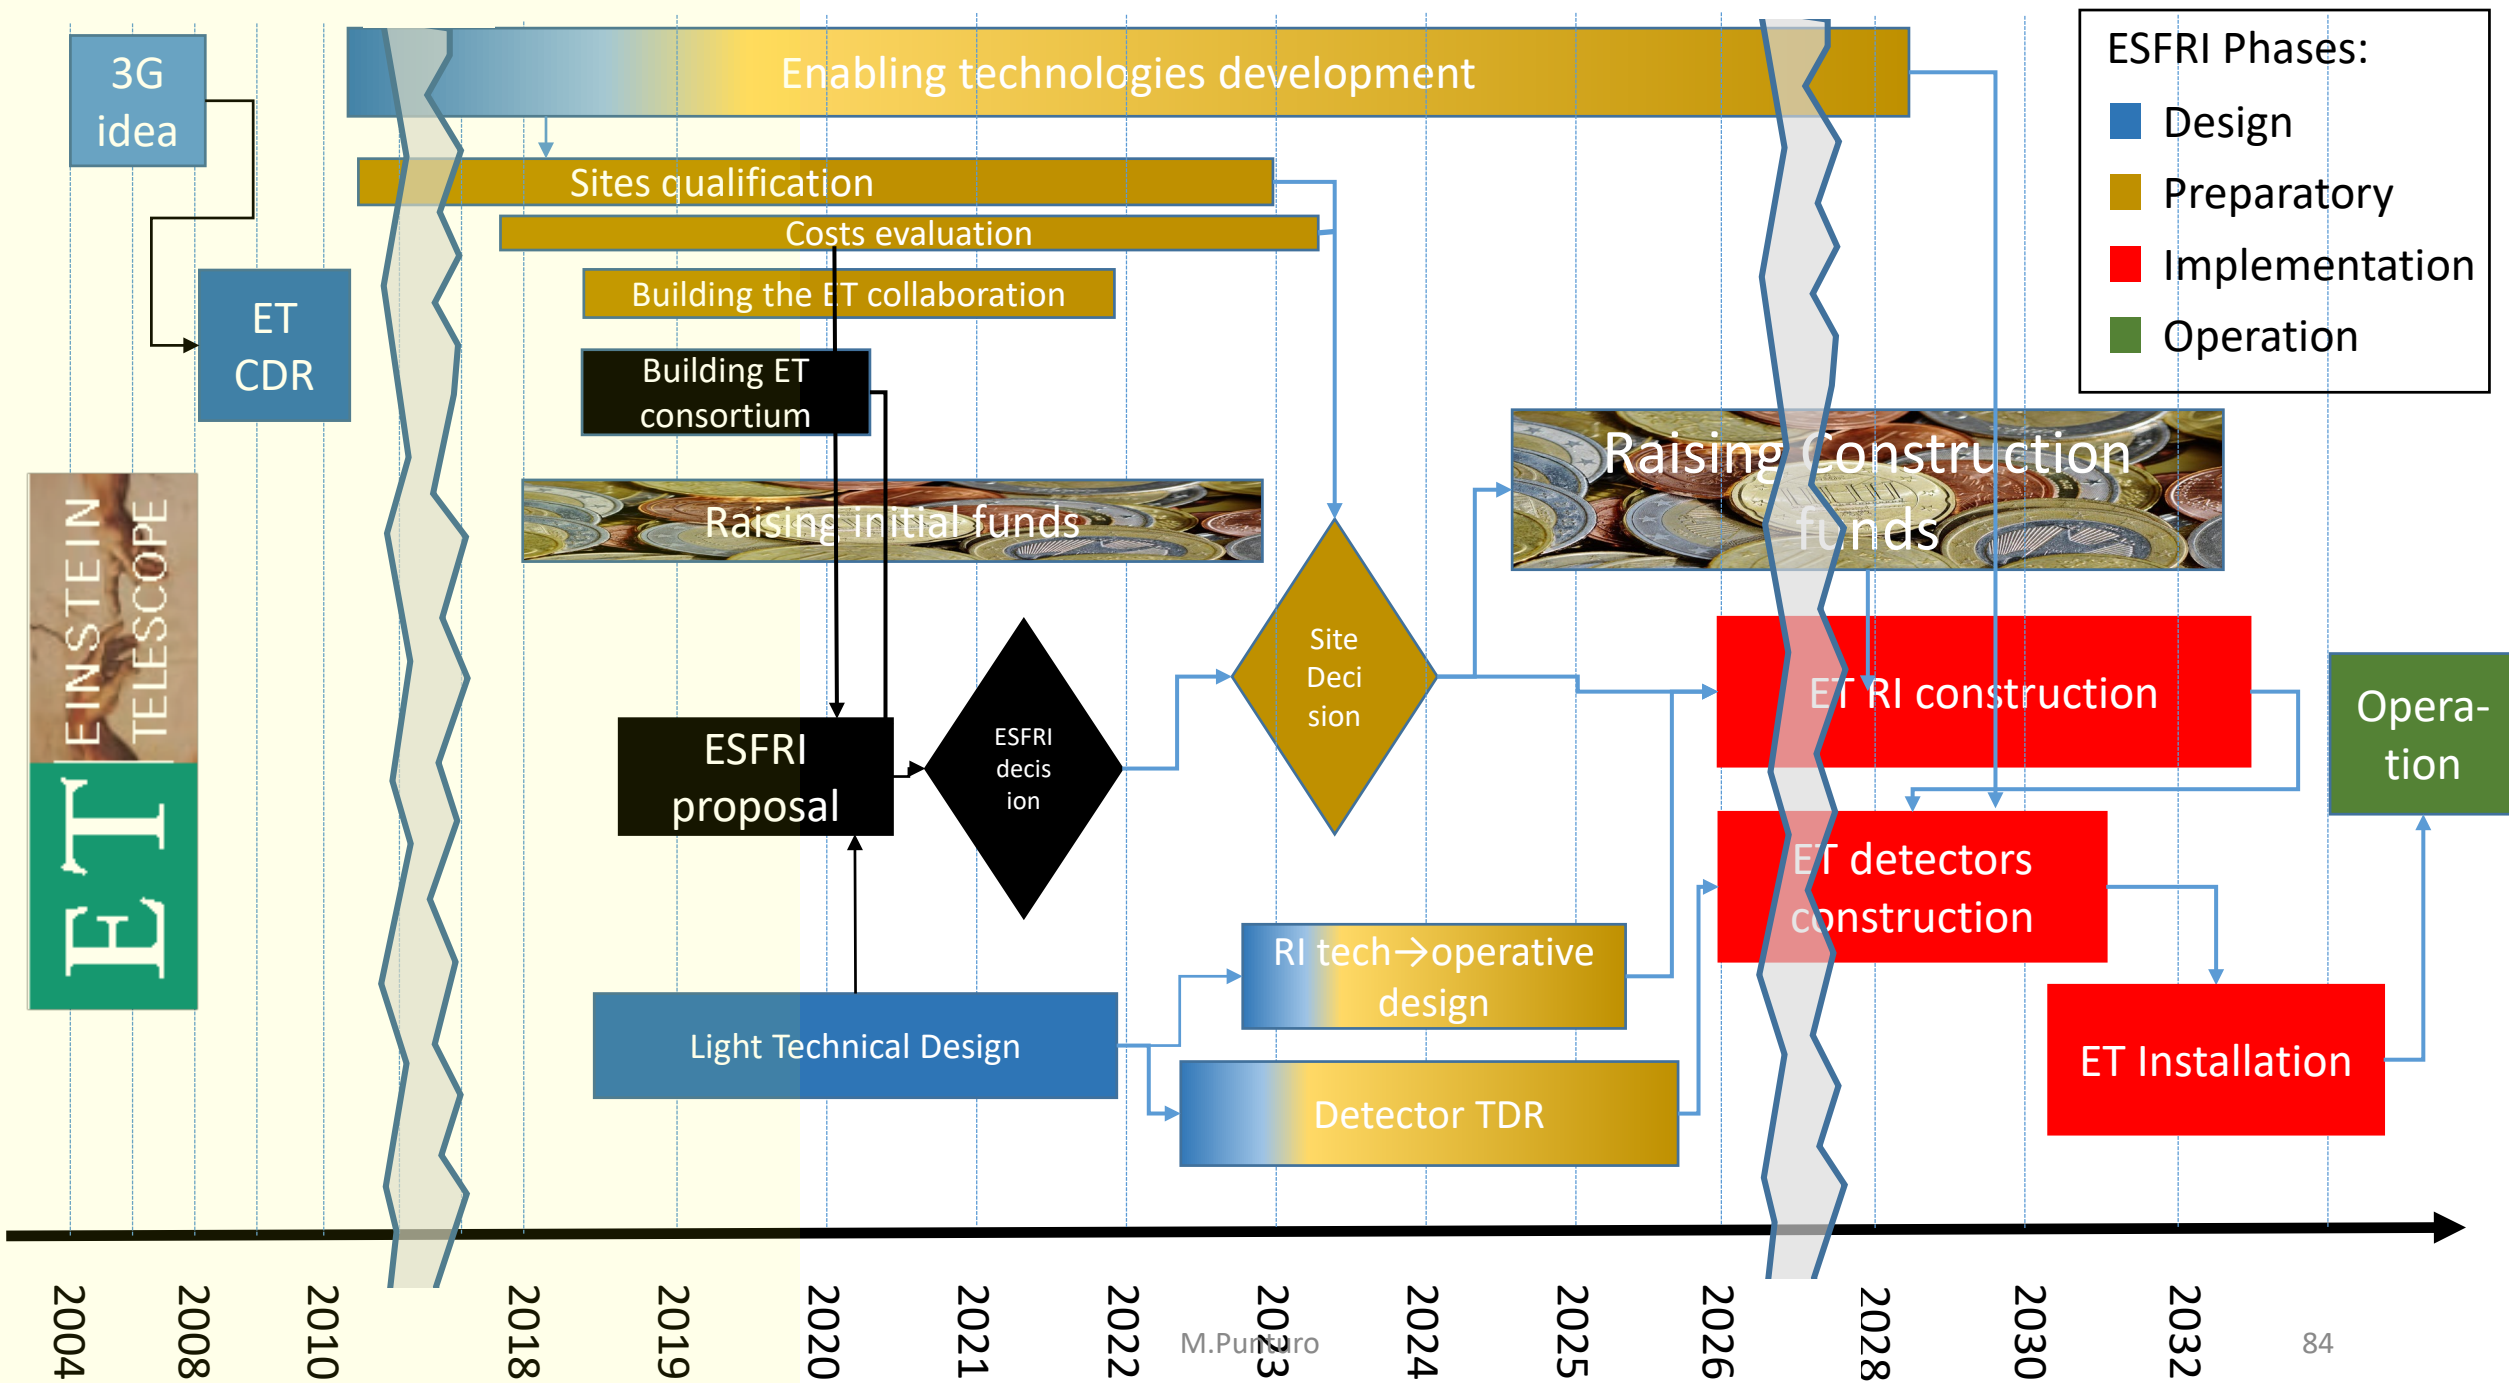 3G
idea
Enabling technologies development
ESFRI Phases:
Design
Preparatory
Implementation
Operation
Sites qualification
Costs evaluation
Building the ET collaboration
ET
CDR
Building ET
consortium
Raising initial funds
Raising Construction
funds
EINSTEIN
TELESCOPE
ET
Site
Deci
sion
ESFRI
proposal
ESFRI
decis
ion
ET RI construction
Opera-
tion
ET detectors
construction
RI tech→operative
design
Light Technical Design
Detector TDR
ET Installation
2004
2008
2010
2018
2019
2020
2021
2022
2023
2024
2025
2026
2028
2030
2032
M.Punturo
84